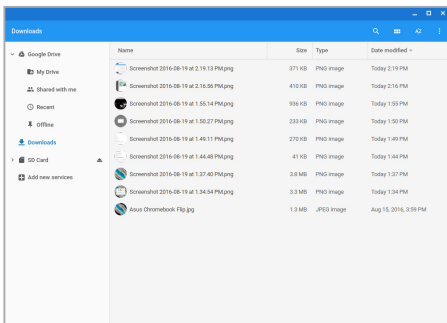 Downloads
AZ
Google Drive
My Drive
Shared with me
Recent
Offline
Downloads
SD Card
Add new services
Name Size Type Date modified
Screenshot 2016-08-19 at 2.19.13 PM.png 371 KB PNG image Today 2:19 PM
Screenshot 2016-08-19 at 2.16.56 PM.png 410 KB PNG image Today 2:16 PM
Screenshot 2016-08-19 at 1.55.14 PM.png 936 KB PNG image Today 1:55 PM
Screenshot 2016-08-19 at 1.50.27 PM.png 233 KB PNG image Today 1:50 PM
Screenshot 2016-08-19 at 1.49.11 PM.png 270 KB PNG image Today 1:49 PM
Screenshot 2016-08-19 at 1.44.48 PM.png 41 KB PNG image Today 1:44 PM
Screenshot 2016-08-19 at 1.37.40 PM.png 3.8 MB PNG image Today 1:37 PM
Screenshot 2016-08-19 at 1.34.54 PM.png 3.3 MB PNG image Today 1:34 PM
Asus Chromebook Flip.jpg 1.3 MB JPEG image Aug 15, 2016, 3:59 PM